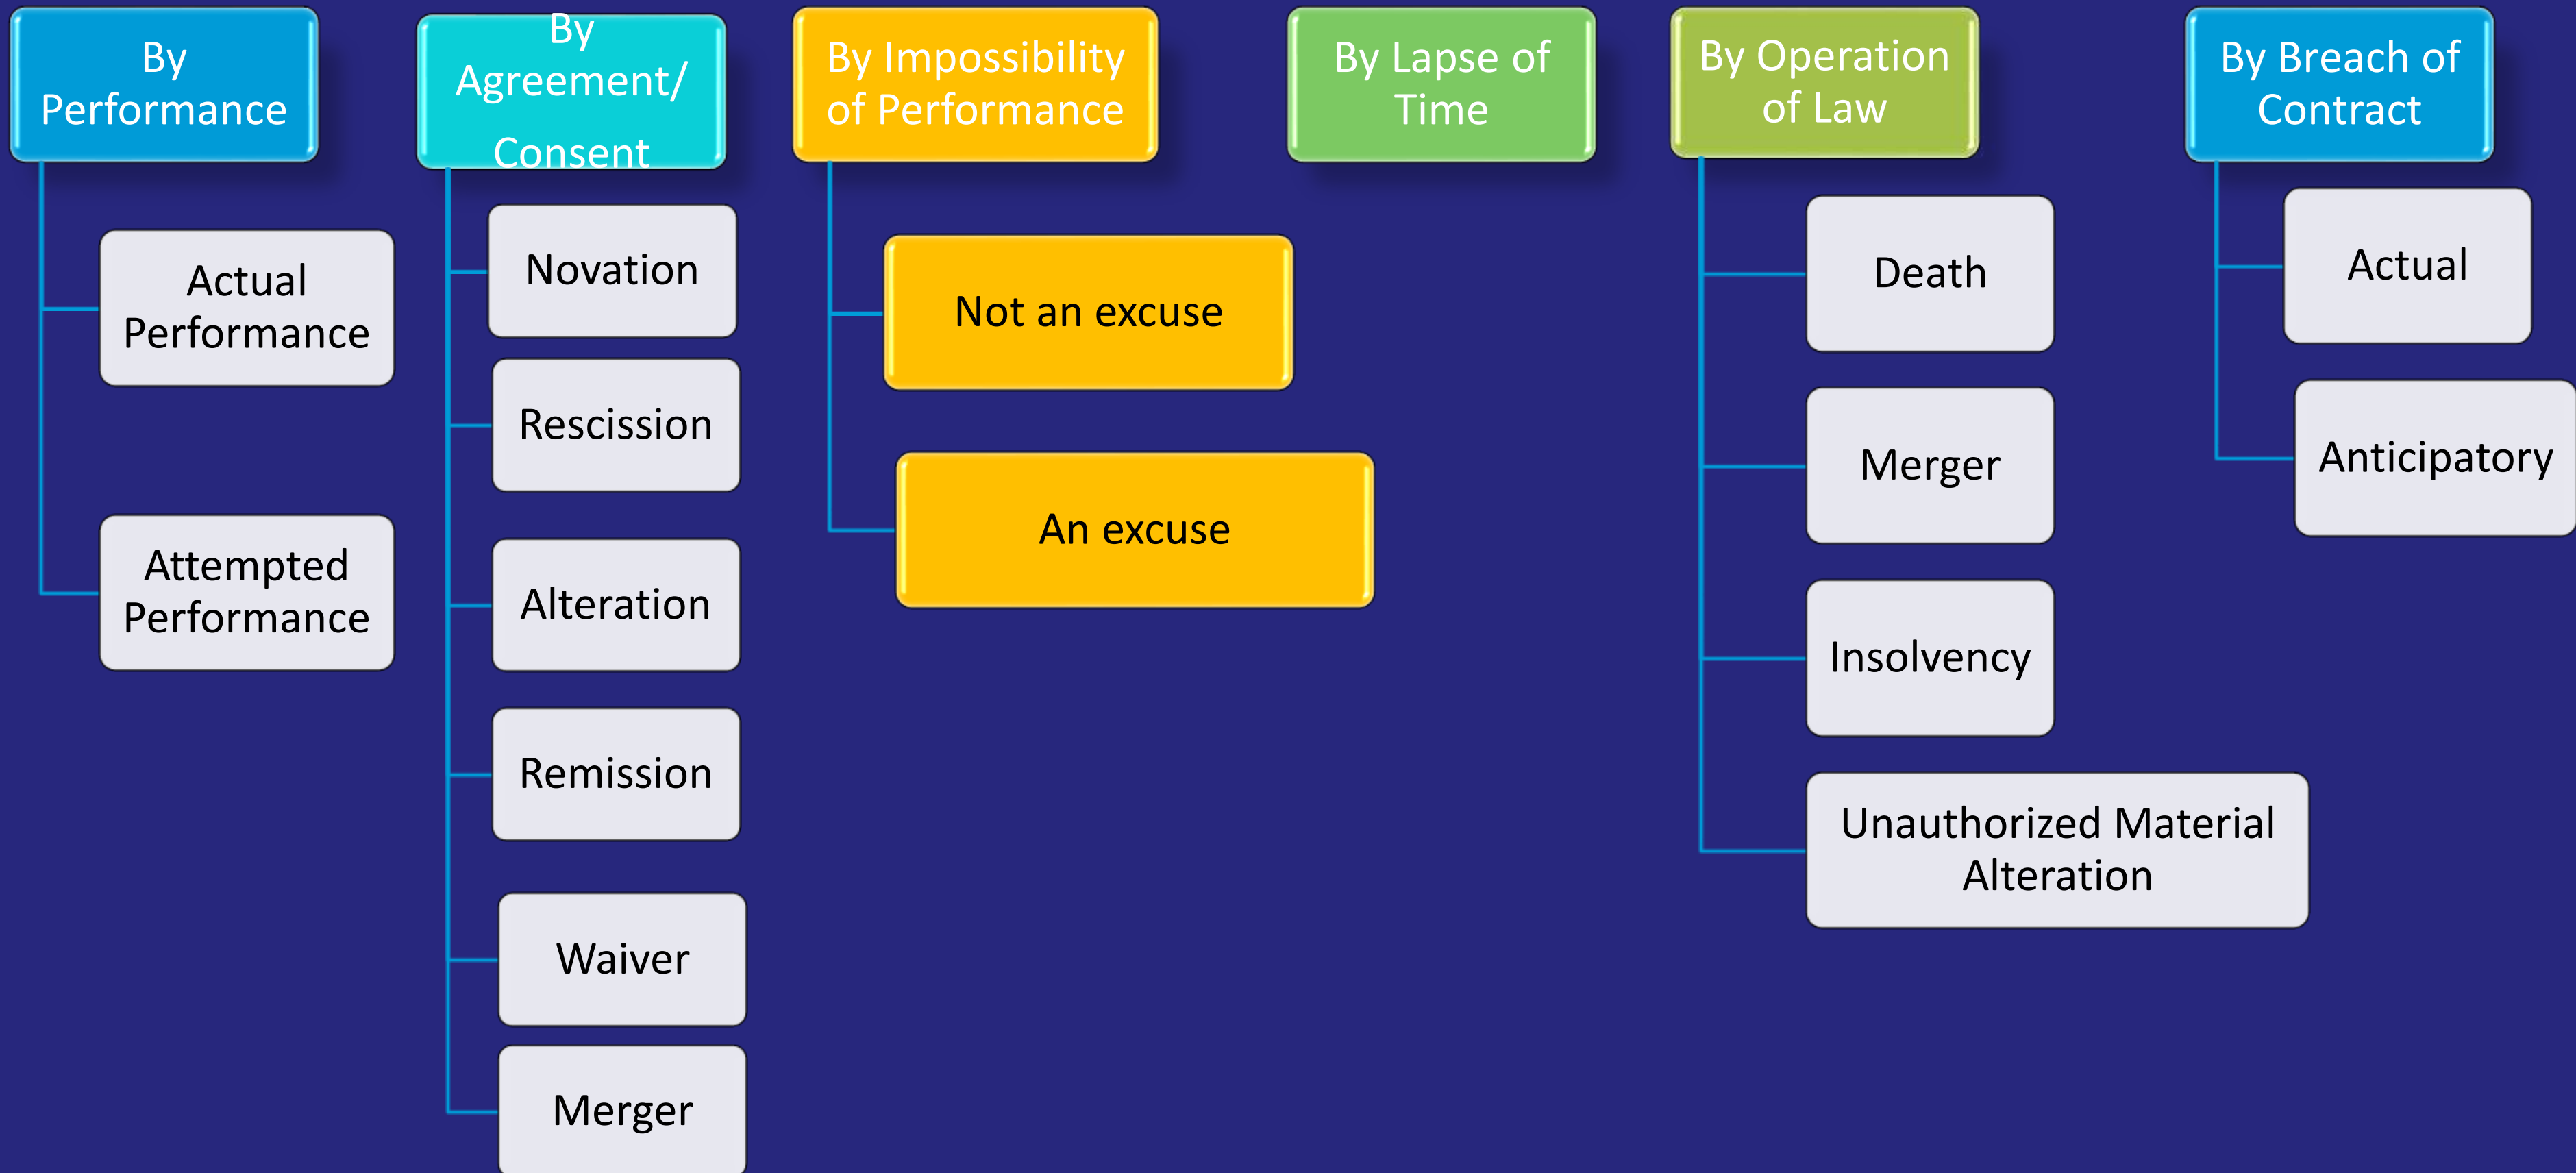 By
Performance
Actual
Performance
Attempted
Performance
By
Agreement/
Consent
Novation
Rescission
Alteration
Remission
Waiver
Merger
By Impossibility
of Performance
Not an excuse
An excuse
By Lapse of
Time
By Operation
of Law
Death
Merger
Insolvency
Unauthorized Material
Alteration
By Breach of
Contract
Actual
Anticipatory